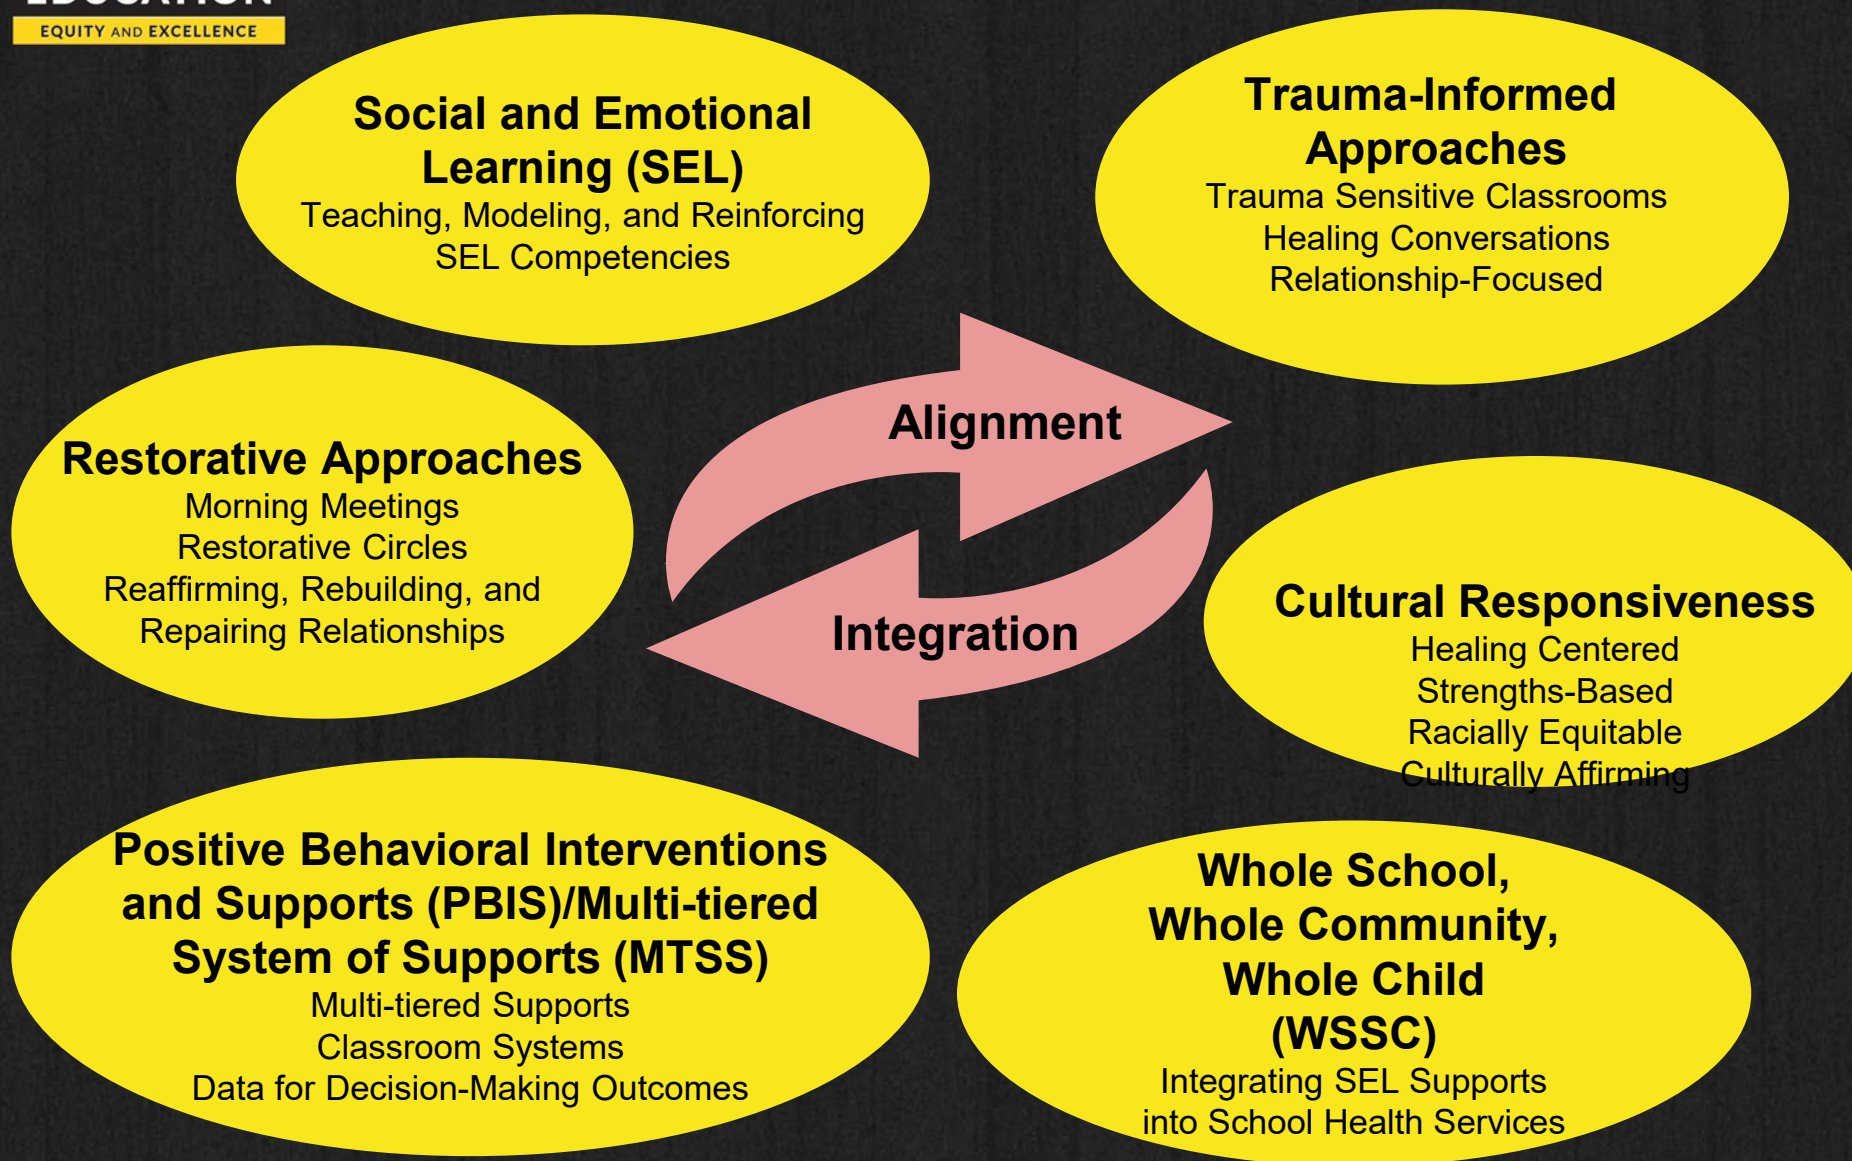 EDUCATION
EQUITY AND EXCELLENCE
Social and Emotional
Learning (SEL)
Teaching, Modeling, and Reinforcing
SEL Competencies
Trauma-Informed
Approaches
Trauma Sensitive Classrooms
Healing Conversations
Relationship-Focused
Alignment
Restorative Approaches
Morning Meetings
Restorative Circles
Reaffirming, Rebuilding, and
Repairing Relationships
Integration
Cultural Responsiveness
Healing Centered
Strengths-Based
Racially Equitable
Culturally Affirming
Positive Behavioral Interventions
and Supports (PBIS)/Multi-tiered
System of Supports (MTSS)
Multi-tiered Supports
Classroom Systems
Data for Decision-Making Outcomes
Whole School,
Whole Community,
Whole Child
(WSSC)
Integrating SEL Supports
into School Health Services